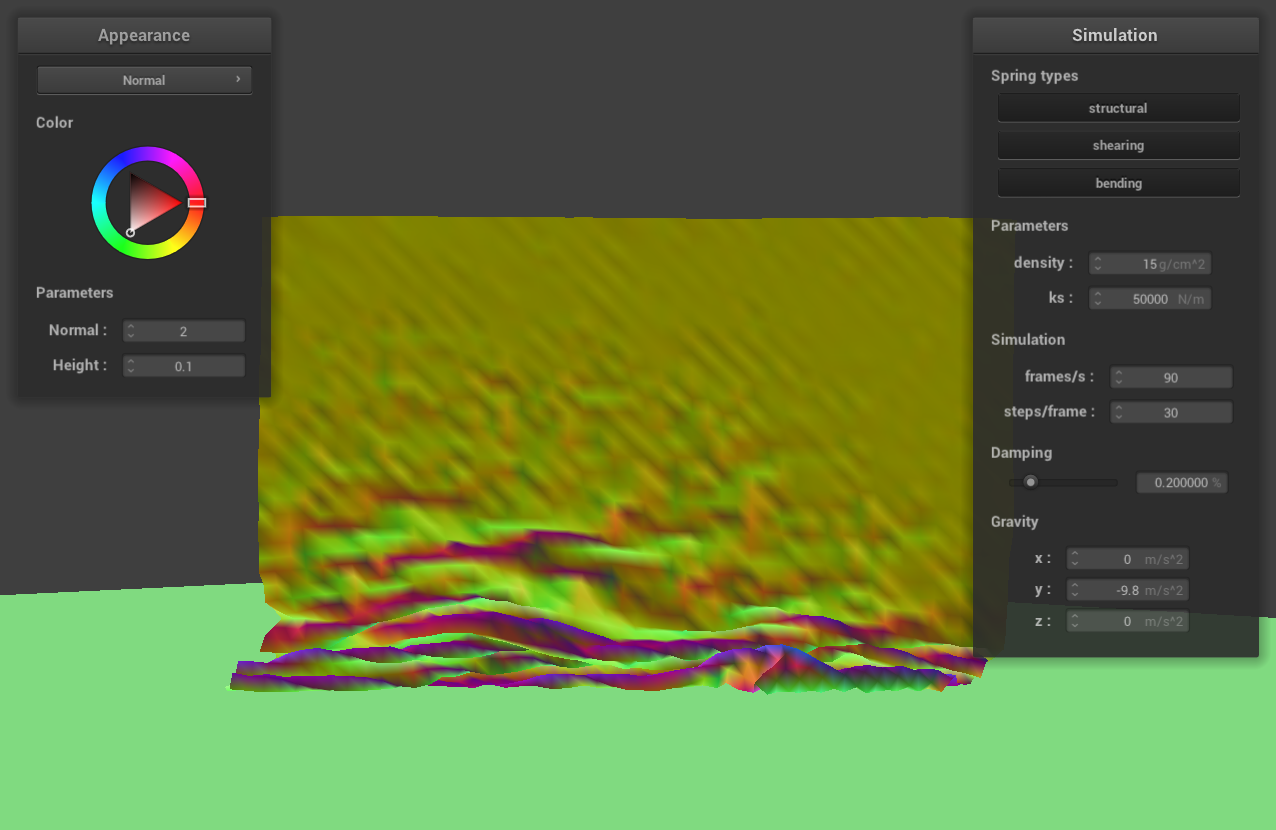 Appearance
Normal
Color
Parameters
Normal :
2
Height :
0.1
Simulation
Spring types
structural
shearing
bending
Parameters
density :
15 g/cm^2
ks :
50000 N/m
Simulation
frames/s :
90
steps/frame :
30
Damping
0.200000 %
Gravity
x :
0 m/s^2
y :
-9.8 m/s^2
z :
0 m/s^2